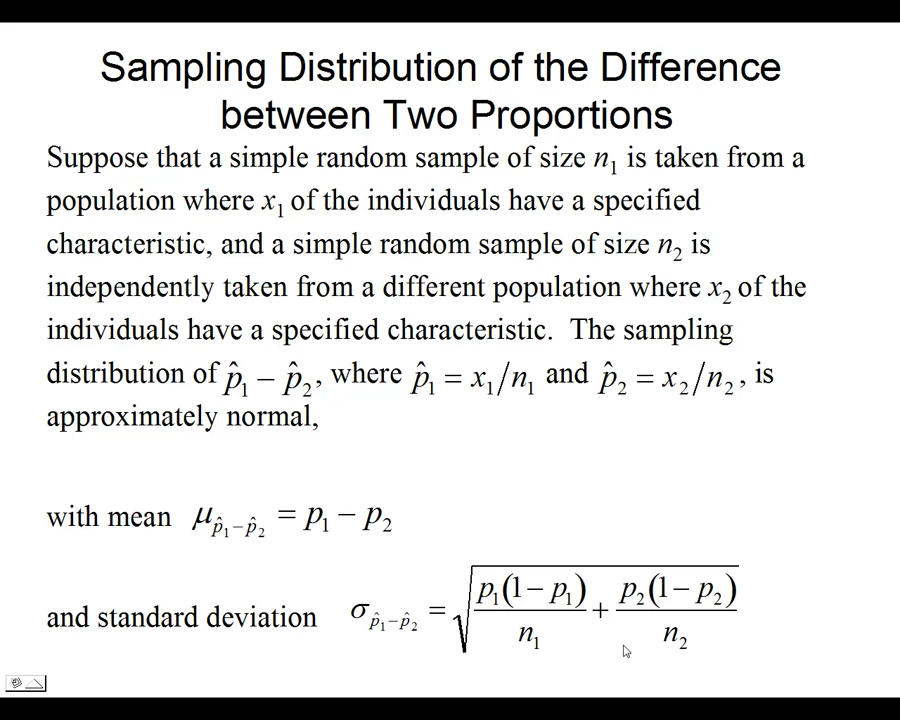 Sampling Distribution of the Difference
between Two Proportions
Suppose that a simple random sample of size n₁ is taken from a
population where x₁ of the individuals have a specified
characteristic, and a simple random sample of size n₂ is
independently taken from a different population where x₂ of the
individuals have a specified characteristic.  The sampling
distribution of p̂₁ − p̂₂, where p̂₁ = x₁/n₁ and p̂₂ = x₂/n₂, is
approximately normal,
with mean μ_{p̂₁−p̂₂} = p₁ − p₂
and standard deviation σ_{p̂₁−p̂₂} = √(p₁(1 − p₁)/n₁ + p₂(1 − p₂)/n₂)